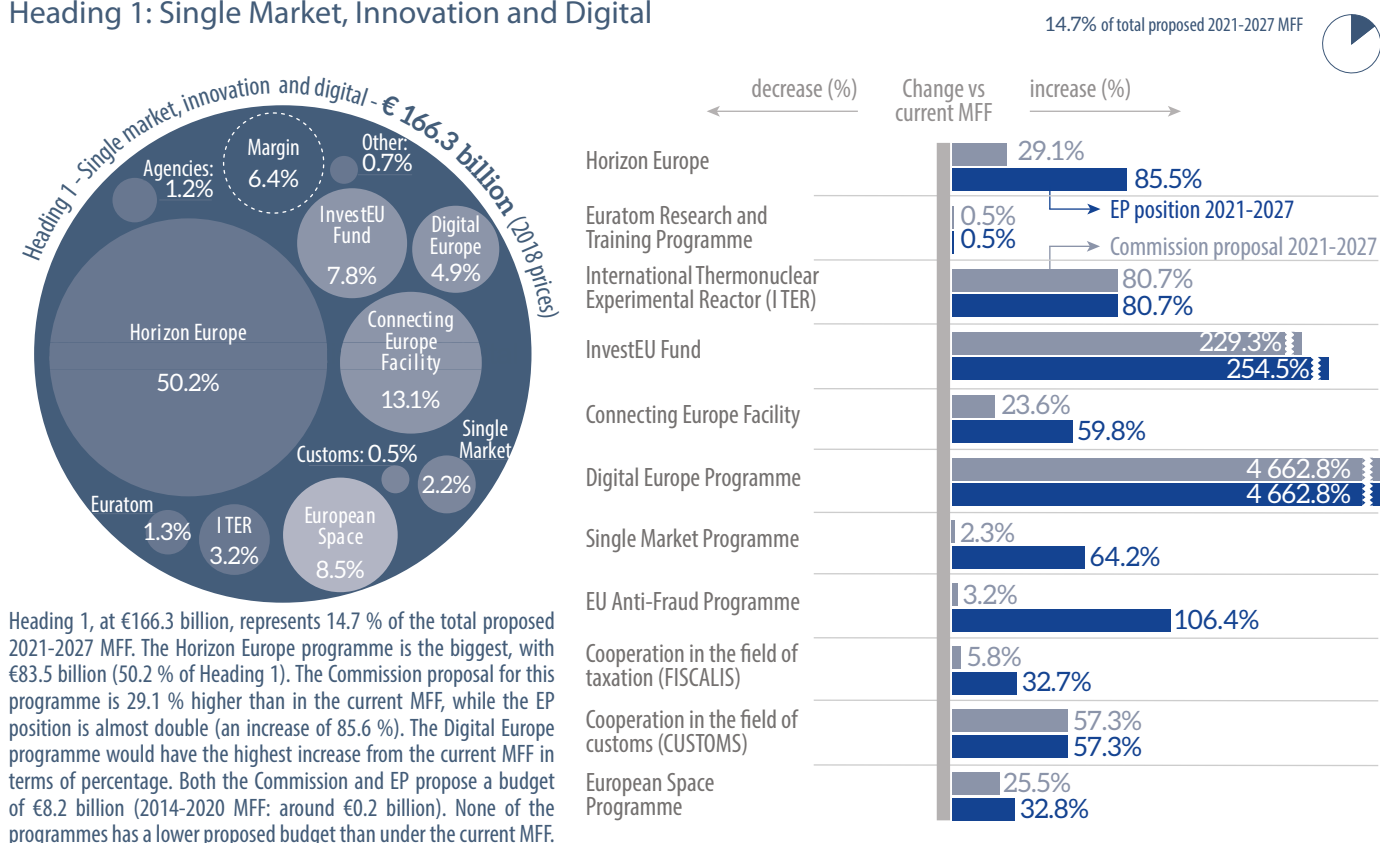 Heading 1: Single Market, Innovation and Digital
14.7% of total proposed 2021-2027 MFF
Heading 1 - Single market, innovation and digital - € 166.3 billion (2018 prices)
Margin
6.4%
Other:
0.7%
Agencies:
1.2%
InvestEU
Fund
7.8%
Digital
Europe
4.9%
Horizon Europe
50.2%
Connecting
Europe
Facility
13.1%
Single
Market
2.2%
Customs: 0.5%
Euratom
1.3%
I TER
3.2%
European
Space
8.5%
Heading 1, at €166.3 billion, represents 14.7 % of the total proposed
2021-2027 MFF. The Horizon Europe programme is the biggest, with
€83.5 billion (50.2 % of Heading 1). The Commission proposal for this
programme is 29.1 % higher than in the current MFF, while the EP
position is almost double (an increase of 85.6 %). The Digital Europe
programme would have the highest increase from the current MFF in
terms of percentage. Both the Commission and EP propose a budget
of €8.2 billion (2014-2020 MFF: around €0.2 billion). None of the
programmes has a lower proposed budget than under the current MFF.
decrease (%)
Change vs
current MFF
increase (%)
Horizon Europe
29.1%
85.5%
EP position 2021-2027
Euratom Research and
Training Programme
0.5%
0.5%
Commission proposal 2021-2027
International Thermonuclear
Experimental Reactor (I TER)
80.7%
80.7%
InvestEU Fund
229.3%
254.5%
Connecting Europe Facility
23.6%
59.8%
Digital Europe Programme
4 662.8%
4 662.8%
Single Market Programme
2.3%
64.2%
EU Anti-Fraud Programme
3.2%
106.4%
Cooperation in the field of
taxation (FISCALIS)
5.8%
32.7%
Cooperation in the field of
customs (CUSTOMS)
57.3%
57.3%
European Space
Programme
25.5%
32.8%